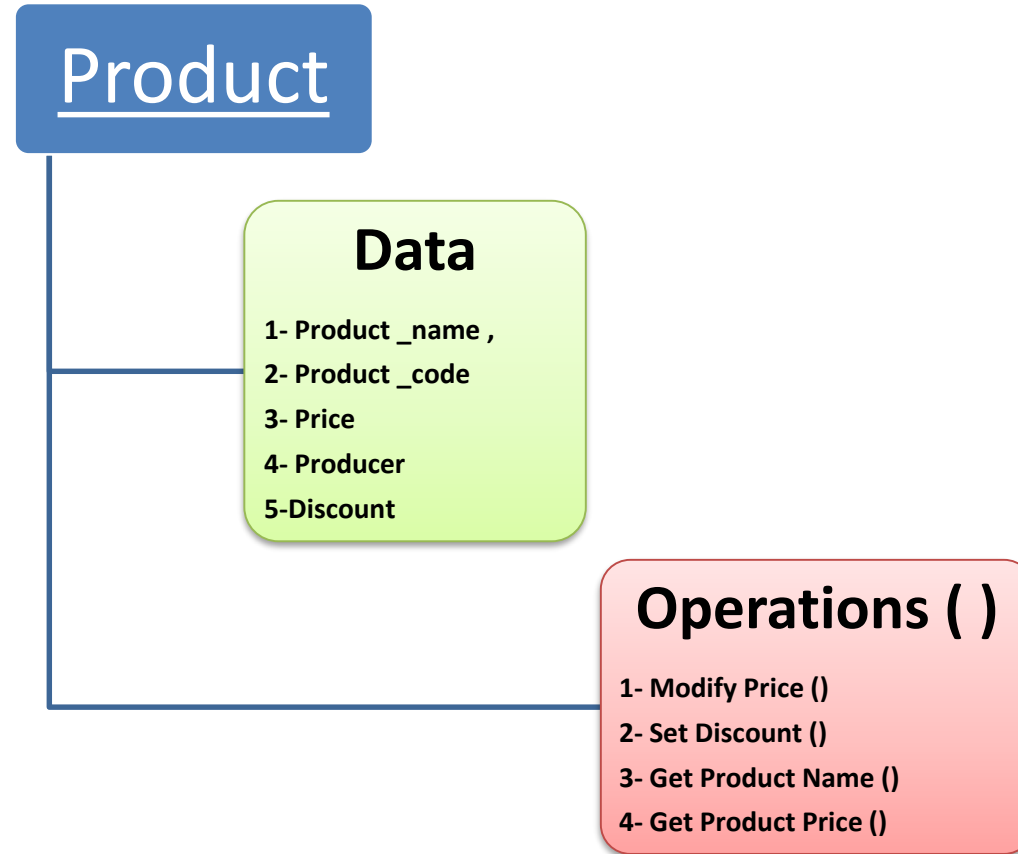 Product
Data
1- Product _name ,
2- Product _code
3- Price
4- Producer
5-Discount
Operations ( )
1- Modify Price ()
2- Set Discount ()
3- Get Product Name ()
4- Get Product Price ()